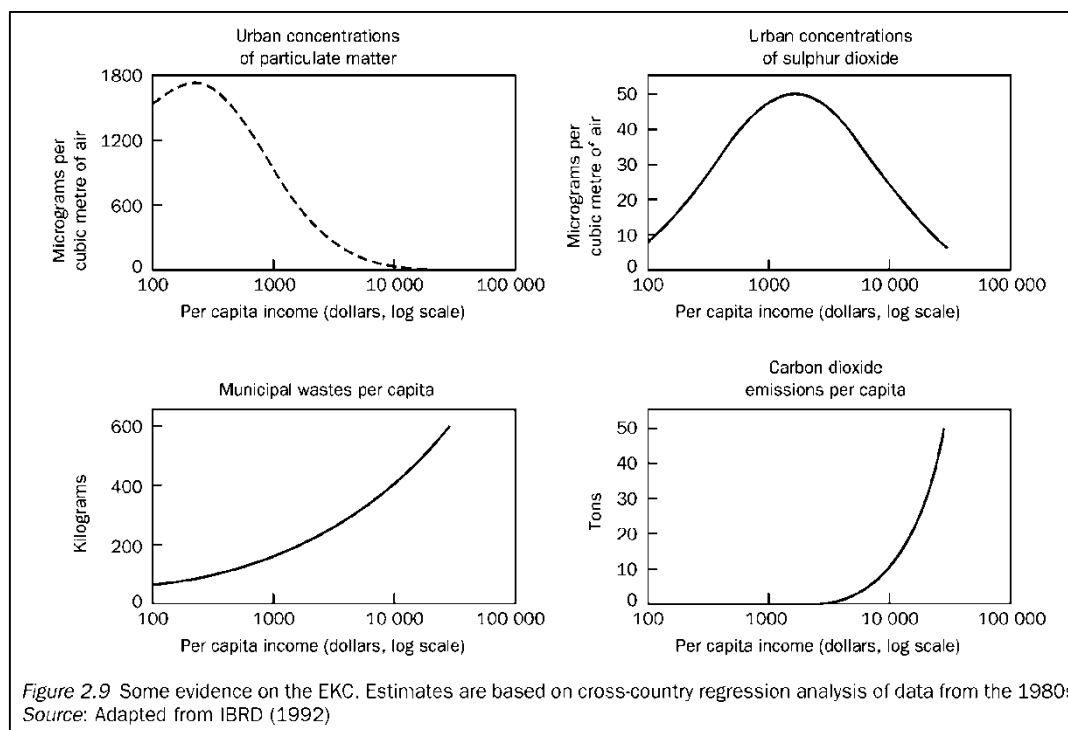 Urban concentrations
of particulate matter
Micrograms per
cubic metre of air
1800
1200
600
0
100 1000 10 000 100 000
Per capita income (dollars, log scale)
Urban concentrations
of sulphur dioxide
Micrograms per
cubic metre of air
50
40
30
20
10
0
100 1000 10 000 100 000
Per capita income (dollars, log scale)
Municipal wastes per capita
Kilograms
600
400
200
0
100 1000 10 000 100 000
Per capita income (dollars, log scale)
Carbon dioxide
emissions per capita
Tons
50
40
30
20
10
0
100 1000 10 000 100 000
Per capita income (dollars, log scale)
Figure 2.9 Some evidence on the EKC. Estimates are based on cross-country regression analysis of data from the 1980s
Source: Adapted from IBRD (1992)